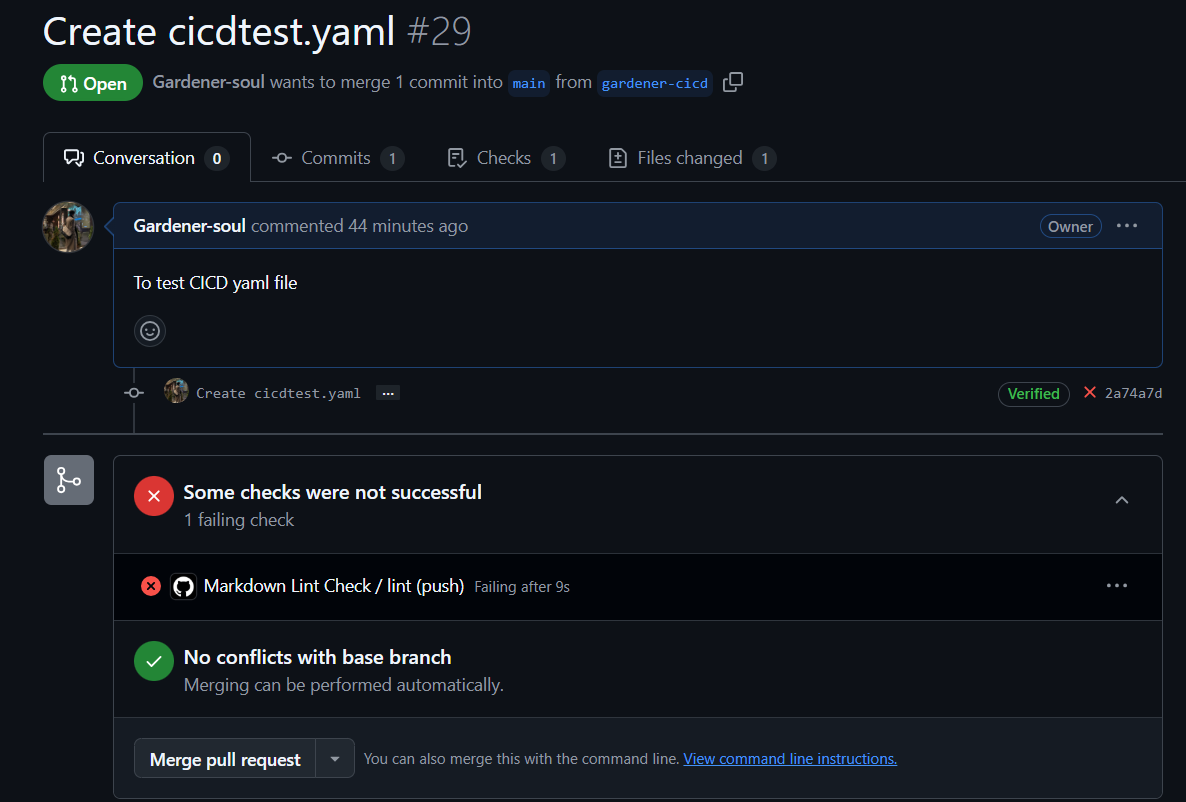 Create cicdtest.yaml #29
Open Gardener-soul wants to merge 1 commit into main from gardener-cicd
Conversation 0 Commits 1 Checks 1 Files changed 1
Gardener-soul commented 44 minutes ago Owner ...
To test CICD yaml file
Create cicdtest.yaml ... Verified 2a74a7d
Some checks were not successful
1 failing check
Markdown Lint Check / lint (push) Failing after 9s ...
No conflicts with base branch
Merging can be performed automatically.
Merge pull request You can also merge this with the command line. View command line instructions.